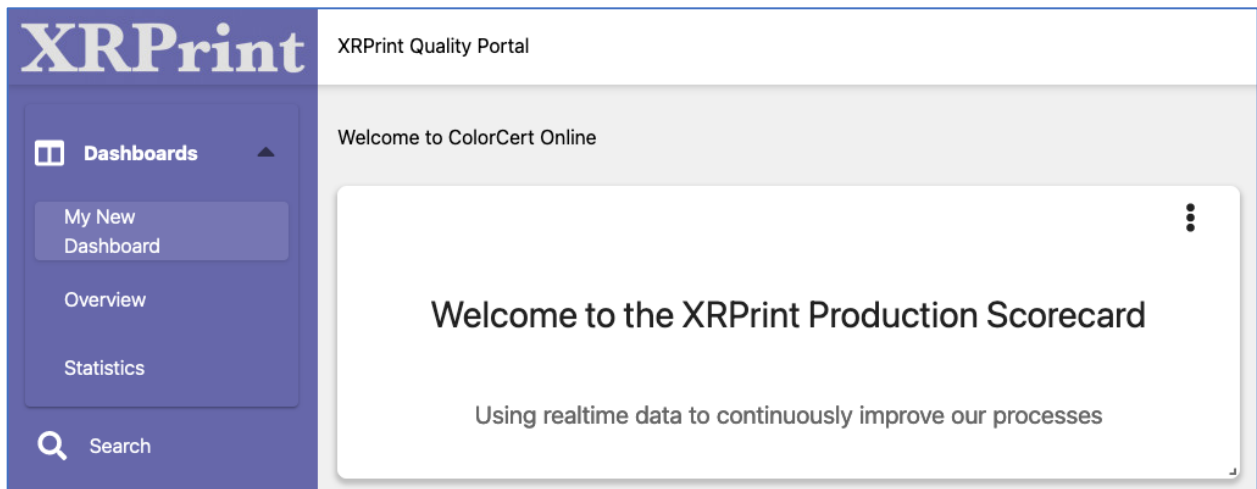 XRPrint
XRPrint Quality Portal
Dashboards
My New
Dashboard
Overview
Statistics
Search
Welcome to ColorCert Online
Welcome to the XRPrint Production Scorecard
Using realtime data to continuously improve our processes